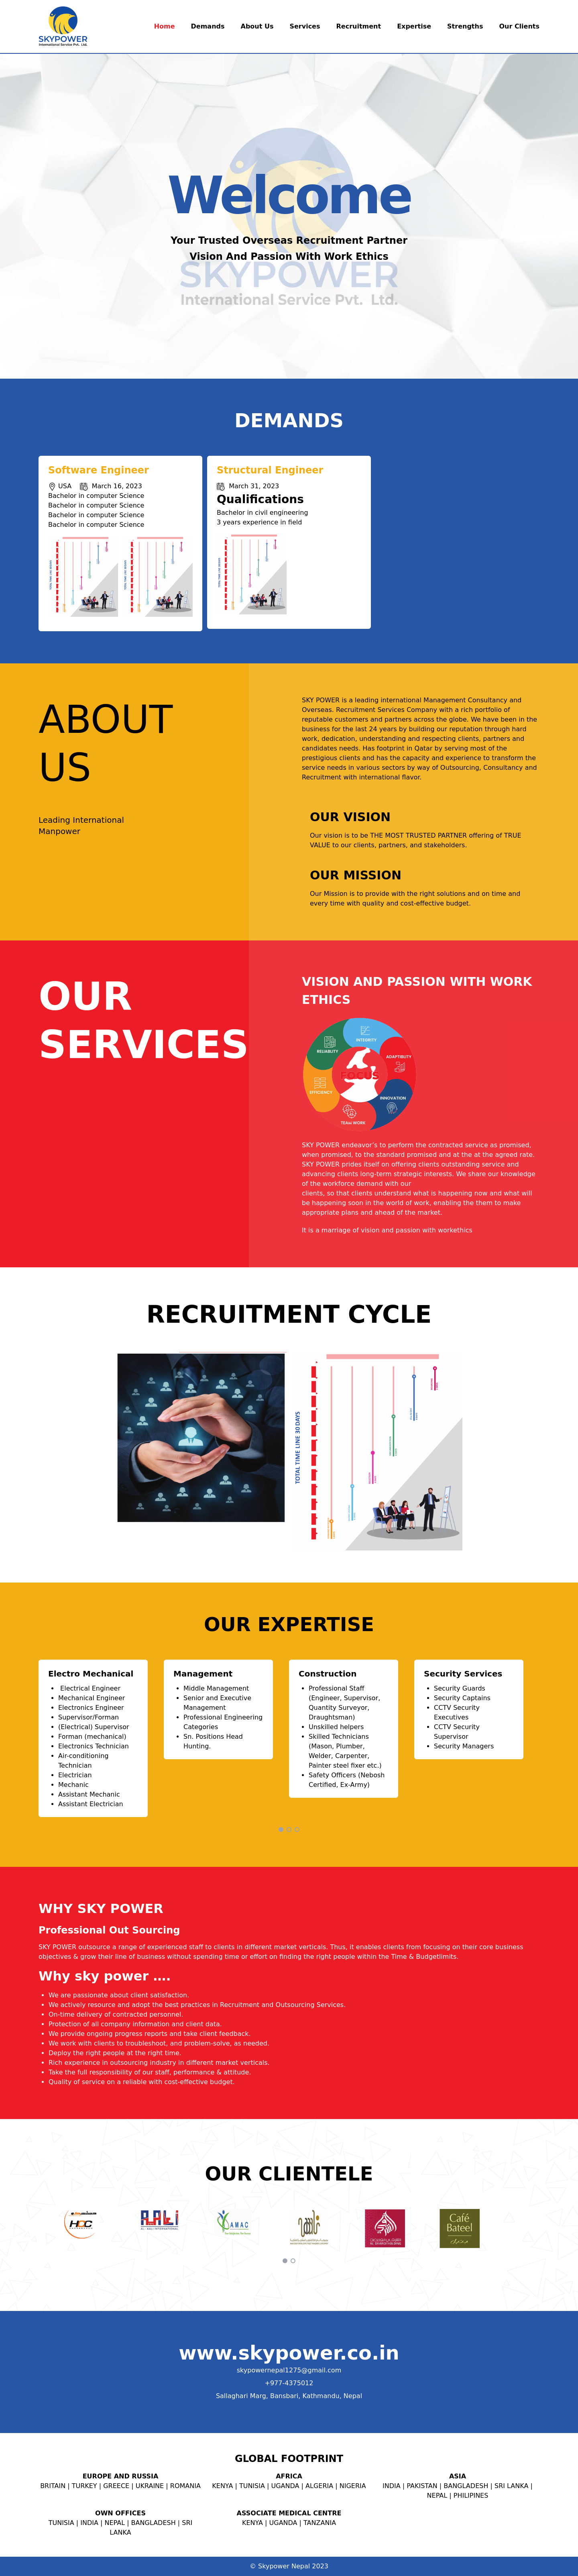 SKYPOWER
International Service Pvt. Ltd.
Home
Demands
About Us
Services
Recruitment
Expertise
Strengths
Our Clients
Welcome
Your Trusted Overseas Recruitment Partner
Vision And Passion With Work Ethics
SKYPOWER
International Service Pvt. Ltd.
DEMANDS
Software Engineer
USA March 16, 2023
Bachelor in computer Science
Bachelor in computer Science
Bachelor in computer Science
Bachelor in computer Science
Structural Engineer
March 31, 2023
Qualifications
Bachelor in civil engineering
3 years experience in field
ABOUT
US
Leading International
Manpower
SKY POWER is a leading international Management Consultancy and
Overseas. Recruitment Services Company with a rich portfolio of
reputable customers and partners across the globe. We have been in the
business for the last 24 years by building our reputation through hard
work, dedication, understanding and respecting clients, partners and
candidates needs. Has footprint in Qatar by serving most of the
prestigious clients and has the capacity and experience to transform the
service needs in various sectors by way of Outsourcing, Consultancy and
Recruitment with international flavor.
OUR VISION
Our vision is to be THE MOST TRUSTED PARTNER offering of TRUE
VALUE to our clients, partners, and stakeholders.
OUR MISSION
Our Mission is to provide with the right solutions and on time and
every time with quality and cost-effective budget.
OUR
SERVICES
VISION AND PASSION WITH WORK
ETHICS
INTEGRITY
RELIABLITY
ADAPTIBLITY
FOCUS
EFFICIENCY
INNOVATION
TEAM WORK
SKY POWER endeavor's to perform the contracted service as promised,
when promised, to the standard promised and at the at the agreed rate.
SKY POWER prides itself on offering clients outstanding service and
advancing clients long-term strategic interests. We share our knowledge
of the workforce demand with our
clients, so that clients understand what is happening now and what will
be happening soon in the world of work, enabling the them to make
appropriate plans and ahead of the market.
It is a marriage of vision and passion with workethics
RECRUITMENT CYCLE
TOTAL TIME LINE 30 DAYS
OUR EXPERTISE
Electro Mechanical
Electrical Engineer
Mechanical Engineer
Electronics Engineer
Supervisor/Forman
(Electrical) Supervisor
Forman (mechanical)
Electronics Technician
Air-conditioning
Technician
Electrician
Mechanic
Assistant Mechanic
Assistant Electrician
Management
Middle Management
Senior and Executive
Management
Professional Engineering
Categories
Sn. Positions Head
Hunting.
Construction
Professional Staff
(Engineer, Supervisor,
Quantity Surveyor,
Draughtsman)
Unskilled helpers
Skilled Technicians
(Mason, Plumber,
Welder, Carpenter,
Painter steel fixer etc.)
Safety Officers (Nebosh
Certified, Ex-Army)
Security Services
Security Guards
Security Captains
CCTV Security
Executives
CCTV Security
Supervisor
Security Managers
WHY SKY POWER
Professional Out Sourcing
SKY POWER outsource a range of experienced staff to clients in different market verticals. Thus, it enables clients from focusing on their core business
objectives & grow their line of business without spending time or effort on finding the right people within the Time & Budgetlimits.
Why sky power ....
We are passionate about client satisfaction.
We actively resource and adopt the best practices in Recruitment and Outsourcing Services.
On-time delivery of contracted personnel.
Protection of all company information and client data.
We provide ongoing progress reports and take client feedback.
We work with clients to troubleshoot, and problem-solve, as needed.
Deploy the right people at the right time.
Rich experience in outsourcing industry in different market verticals.
Take the full responsibility of our staff, performance & attitude.
Quality of service on a reliable with cost-effective budget.
OUR CLIENTELE
HCC
AMAC
Café
Bateel
www.skypower.co.in
skypowernepal1275@gmail.com
+977-4375012
Sallaghari Marg, Bansbari, Kathmandu, Nepal
GLOBAL FOOTPRINT
EUROPE AND RUSSIA
BRITAIN | TURKEY | GREECE | UKRAINE | ROMANIA
AFRICA
KENYA | TUNISIA | UGANDA | ALGERIA | NIGERIA
ASIA
INDIA | PAKISTAN | BANGLADESH | SRI LANKA |
NEPAL | PHILIPINES
OWN OFFICES
TUNISIA | INDIA | NEPAL | BANGLADESH | SRI
LANKA
ASSOCIATE MEDICAL CENTRE
KENYA | UGANDA | TANZANIA
© Skypower Nepal 2023